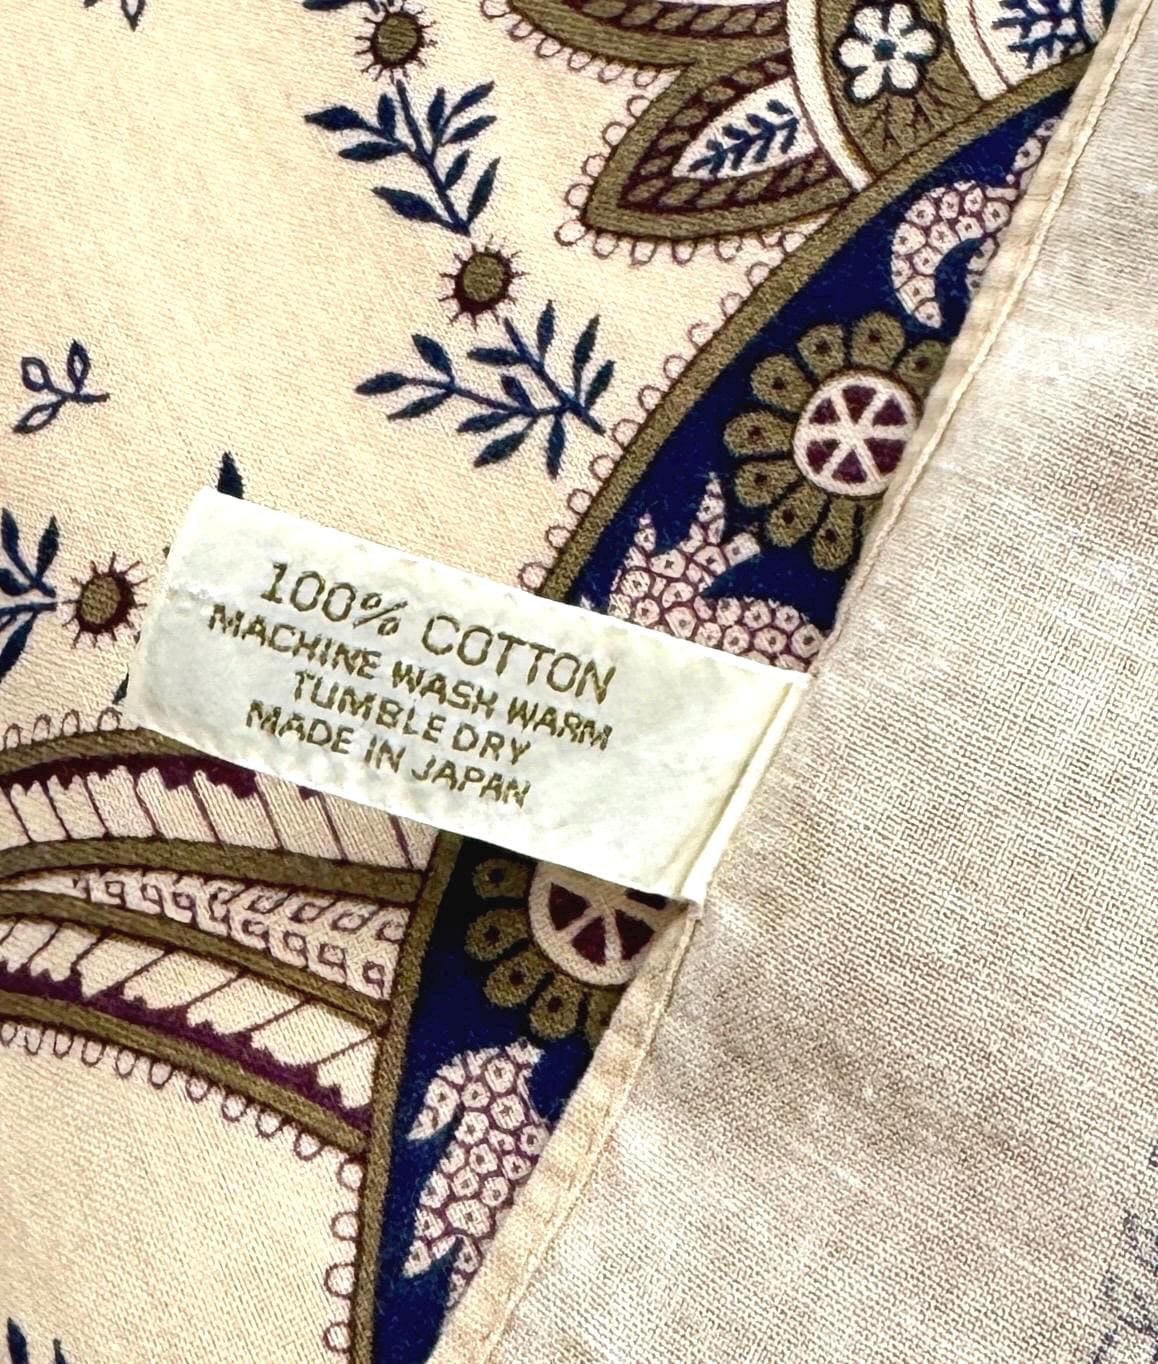 100% COTTON
MACHINE WASH WARM
TUMBLE DRY
MADE IN JAPAN